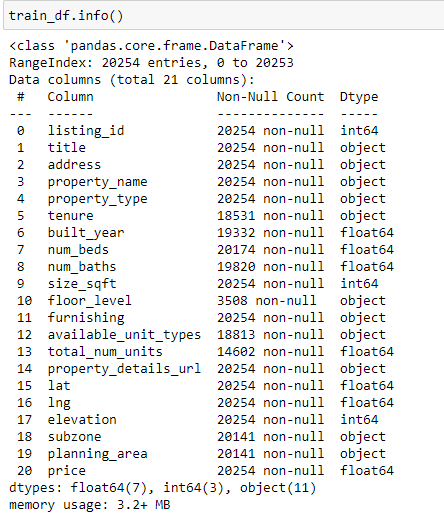 train_df.info()
<class 'pandas.core.frame.DataFrame'>
RangeIndex: 20254 entries, 0 to 20253
Data columns (total 21 columns):
 #   Column                Non-Null Count  Dtype
---  ------                --------------  -----
 0   listing_id            20254 non-null  int64
 1   title                 20254 non-null  object
 2   address               20254 non-null  object
 3   property_name         20254 non-null  object
 4   property_type         20254 non-null  object
 5   tenure                18531 non-null  object
 6   built_year            19332 non-null  float64
 7   num_beds              20174 non-null  float64
 8   num_baths             19820 non-null  float64
 9   size_sqft             20254 non-null  int64
 10  floor_level           3508 non-null   object
 11  furnishing            20254 non-null  object
 12  available_unit_types  18813 non-null  object
 13  total_num_units       14602 non-null  float64
 14  property_details_url  20254 non-null  object
 15  lat                   20254 non-null  float64
 16  lng                   20254 non-null  float64
 17  elevation             20254 non-null  int64
 18  subzone               20141 non-null  object
 19  planning_area         20141 non-null  object
 20  price                 20254 non-null  float64
dtypes: float64(7), int64(3), object(11)
memory usage: 3.2+ MB